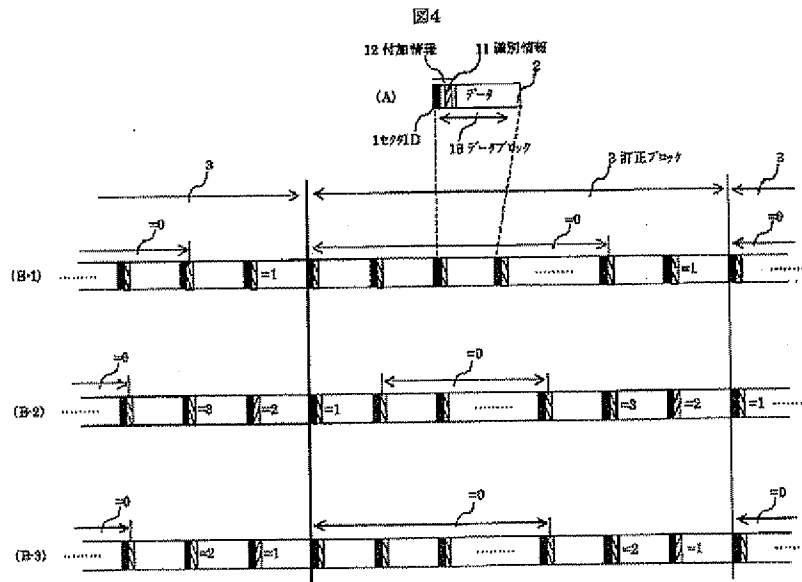 図4
12 付加情報 11 識別情報
2
(A) データ
1セクタID
13 データブロック
3 3 訂正ブロック 3
=0 =0 =0
(B-1) ........ =1 ........ =1 ........
=0 =0
(B-2) ........ =3 =2 =1 ........ =3 =2 =1 ........
=0 =0 =0
(B-3) ........ =2 =1 ........ =2 =1 ........